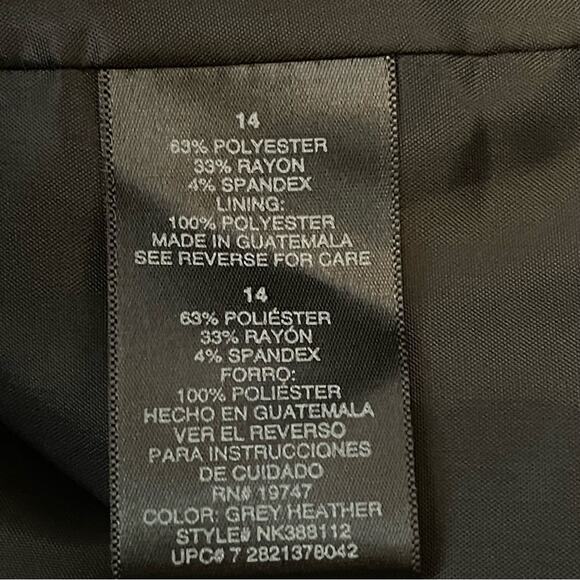 14
63% POLYESTER
33% RAYON
4% SPANDEX
LINING:
100% POLYESTER
MADE IN GUATEMALA
SEE REVERSE FOR CARE
14
63% POLIÉSTER
33% RAYÓN
4% SPANDEX
FORRO:
100% POLIÉSTER
HECHO EN GUATEMALA
VER EL REVERSO
PARA INSTRUCCIONES
DE CUIDADO
RN# 19747
COLOR: GREY HEATHER
STYLE# NK388112
UPC# 7 2821378042